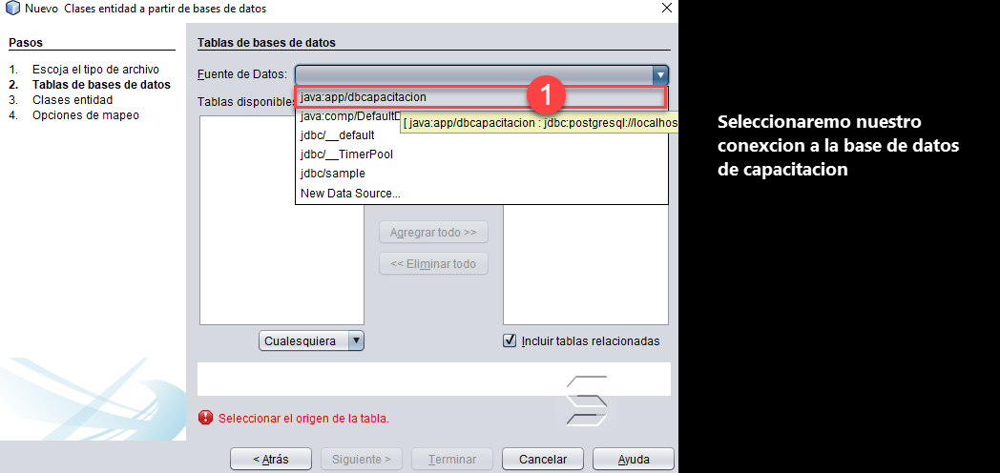 Nuevo Clases entidad a partir de bases de datos
Pasos
1. Escoja el tipo de archivo
2. Tablas de bases de datos
3. Clases entidad
4. Opciones de mapeo
Tablas de bases de datos
Fuente de Datos:
java:app/dbcapacitacion
1
Tablas disponible
java:comp/DefaultD
[ java:app/dbcapacitacion : jdbc:postgresql://localhos
jdbc/__default
jdbc/__TimerPool
jdbc/sample
New Data Source...
Agregar todo >>
<< Eliminar todo
Cualesquiera
Incluir tablas relacionadas
Seleccionar el origen de la tabla.
< Atrás
Siguiente >
Terminar
Cancelar
Ayuda
Seleccionaremo nuestro
conexcion a la base de datos
de capacitacion